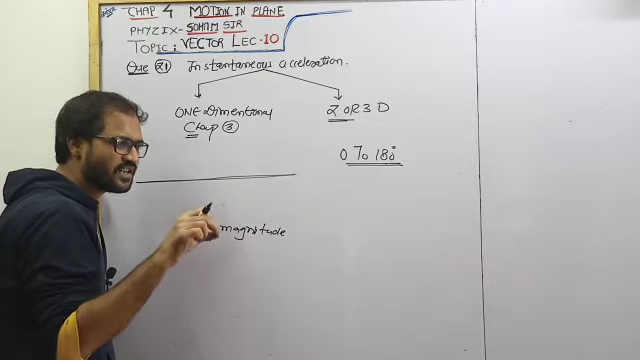 CHAP 4 MOTION IN PLANE
PHYZIX- SOHAM SIR
TOPIC: VECTOR LEC-10
Que 21 Instantaneous acceleration.
ONE Dimentional
Chap 3
2 OR 3 D
0 To 180°
magnitude